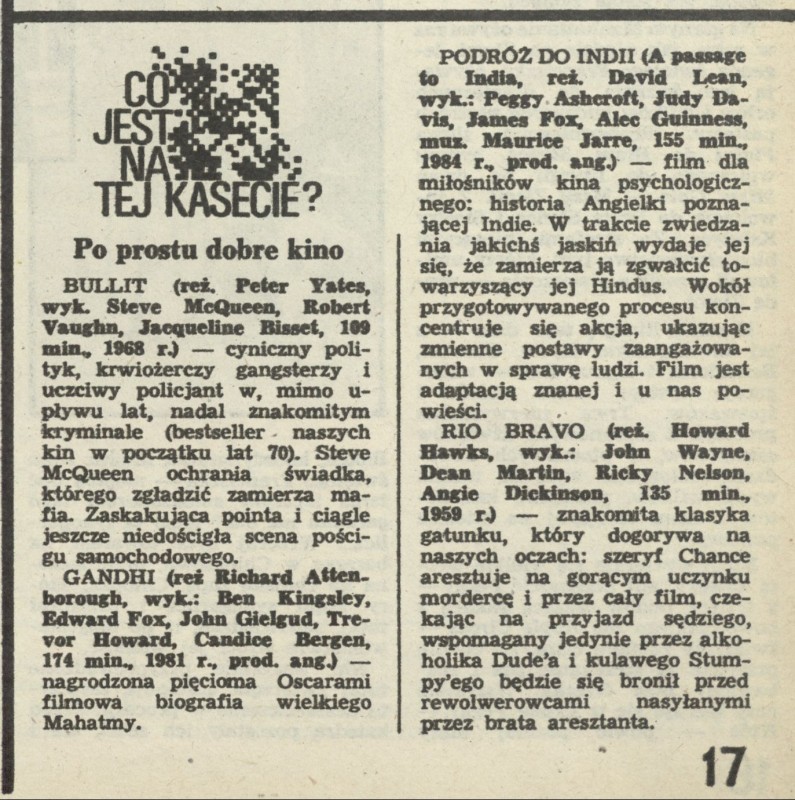 CO
JEST
NA
TEJ KASECIE?
Po prostu dobre kino
BULLIT (reż. Peter Yates,
wyk. Steve McQueen, Robert
Vaughn, Jacqueline Bisset, 109
min., 1968 r.) — cyniczny poli-
tyk, krwiożerczy gangsterzy i
uczciwy policjant w, mimo u-
pływu lat, nadal znakomitym
kryminale (bestseller naszych
kin w początku lat 70). Steve
McQueen ochrania świadka,
którego zgładzić zamierza ma-
fia. Zaskakująca pointa i ciągle
jeszcze niedościgła scena pości-
gu samochodowego.
GANDHI (reż Richard Atten-
borough, wyk.: Ben Kingsley,
Edward Fox, John Gielgud, Tre-
vor Howard, Candice Bergen,
174 min., 1981 r., prod. ang.) —
nagrodzona pięcioma Oscarami
filmowa biografia wielkiego
Mahatmy.
PODRÓŻ DO INDII (A passage
to India, reż. David Lean,
wyk.: Peggy Ashcroft, Judy Da-
vis, James Fox, Alec Guinness,
muz. Maurice Jarre, 155 min.,
1984 r., prod. ang.) — film dla
miłośników kina psychologicz-
nego: historia Angielki pozna-
jącej Indie. W trakcie zwiedza-
nia jakichś jaskiń wydaje jej
się, że zamierza ją zgwałcić to-
warzyszący jej Hindus. Wokół
przygotowywanego procesu kon-
centruje się akcja, ukazując
zmienne postawy zaangażowa-
nych w sprawę ludzi. Film jest
adaptacją znanej i u nas po-
wieści.
RIO BRAVO (reż. Howard
Hawks, wyk.: John Wayne,
Dean Martin, Ricky Nelson,
Angie Dickinson, 135 min.,
1959 r.) — znakomita klasyka
gatunku, który dogorywa na
naszych oczach: szeryf Chance
aresztuje na gorącym uczynku
mordercę i przez cały film, cze-
kając na przyjazd sędziego,
wspomagany jedynie przez alko-
holika Dude'a i kulawego Stum-
py'ego będzie się bronił przed
rewolwerowcami nasyłanymi
przez brata aresztanta.
17